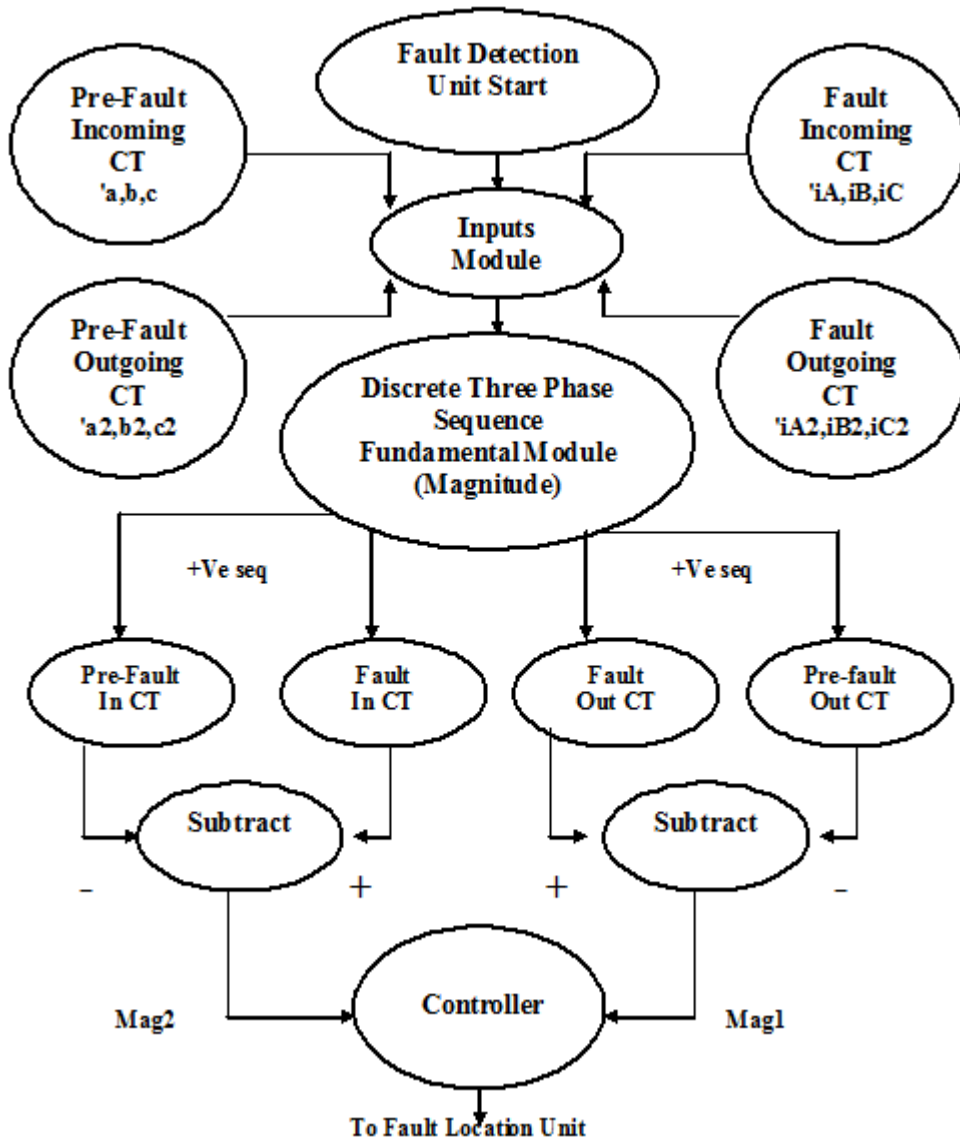 Fault Detection
Unit Start
Pre-Fault
Incoming
CT
'a,b,c
Fault
Incoming
CT
'iA,iB,iC
Inputs
Module
Pre-Fault
Outgoing
CT
'a2,b2,c2
Fault
Outgoing
CT
'iA2,iB2,iC2
Discrete Three Phase
Sequence
Fundamental Module
(Magnitude)
+Ve seq
+Ve seq
Pre-Fault
In CT
Fault
In CT
Fault
Out CT
Pre-fault
Out CT
Subtract
Subtract
-
+
+
-
Controller
Mag2
Mag1
To Fault Location Unit